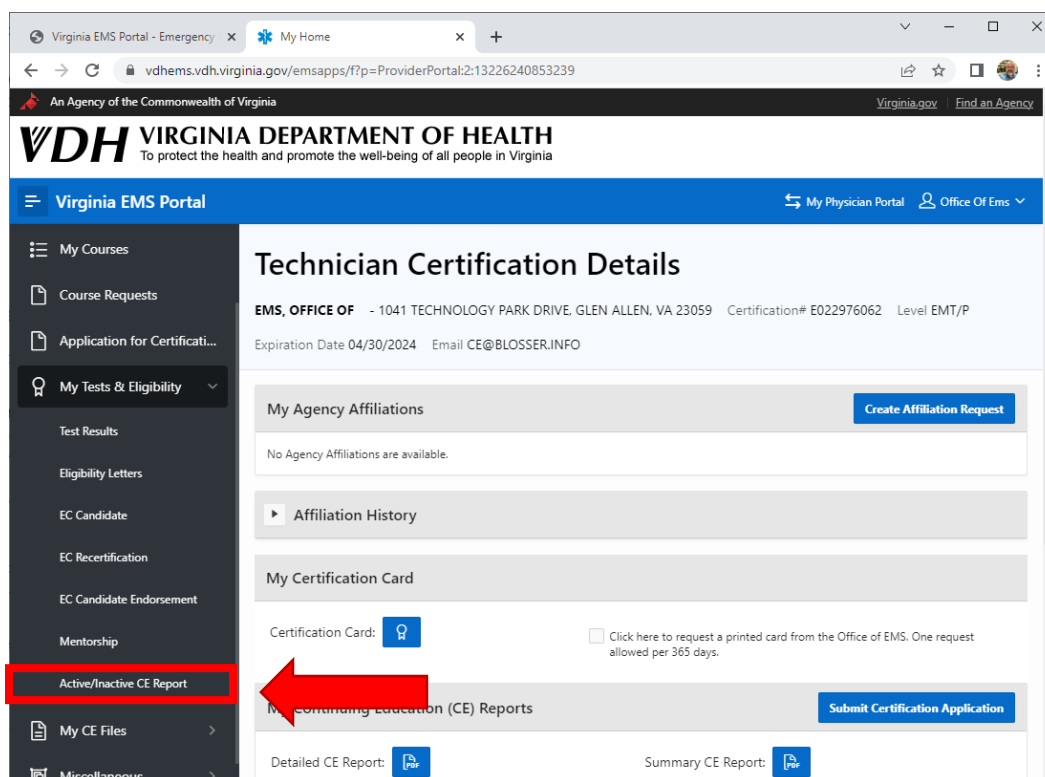 Virginia EMS Portal - Emergency
My Home
vdhems.vdh.virginia.gov/emsapps/f?p=ProviderPortal:2:13226240853239
An Agency of the Commonwealth of Virginia
Virginia.gov | Find an Agency
VDH VIRGINIA DEPARTMENT OF HEALTH
To protect the health and promote the well-being of all people in Virginia
Virginia EMS Portal
My Physician Portal
Office Of Ems
My Courses
Course Requests
Application for Certificati...
My Tests & Eligibility
Test Results
Eligibility Letters
EC Candidate
EC Recertification
EC Candidate Endorsement
Mentorship
Active/Inactive CE Report
My CE Files
Miscellaneous
Technician Certification Details
EMS, OFFICE OF - 1041 TECHNOLOGY PARK DRIVE, GLEN ALLEN, VA 23059 Certification# E022976062 Level EMT/P
Expiration Date 04/30/2024 Email CE@BLOSSER.INFO
My Agency Affiliations
Create Affiliation Request
No Agency Affiliations are available.
Affiliation History
My Certification Card
Certification Card:
Click here to request a printed card from the Office of EMS. One request
allowed per 365 days.
My Continuing Education (CE) Reports
Submit Certification Application
Detailed CE Report:
PDF
Summary CE Report:
PDF